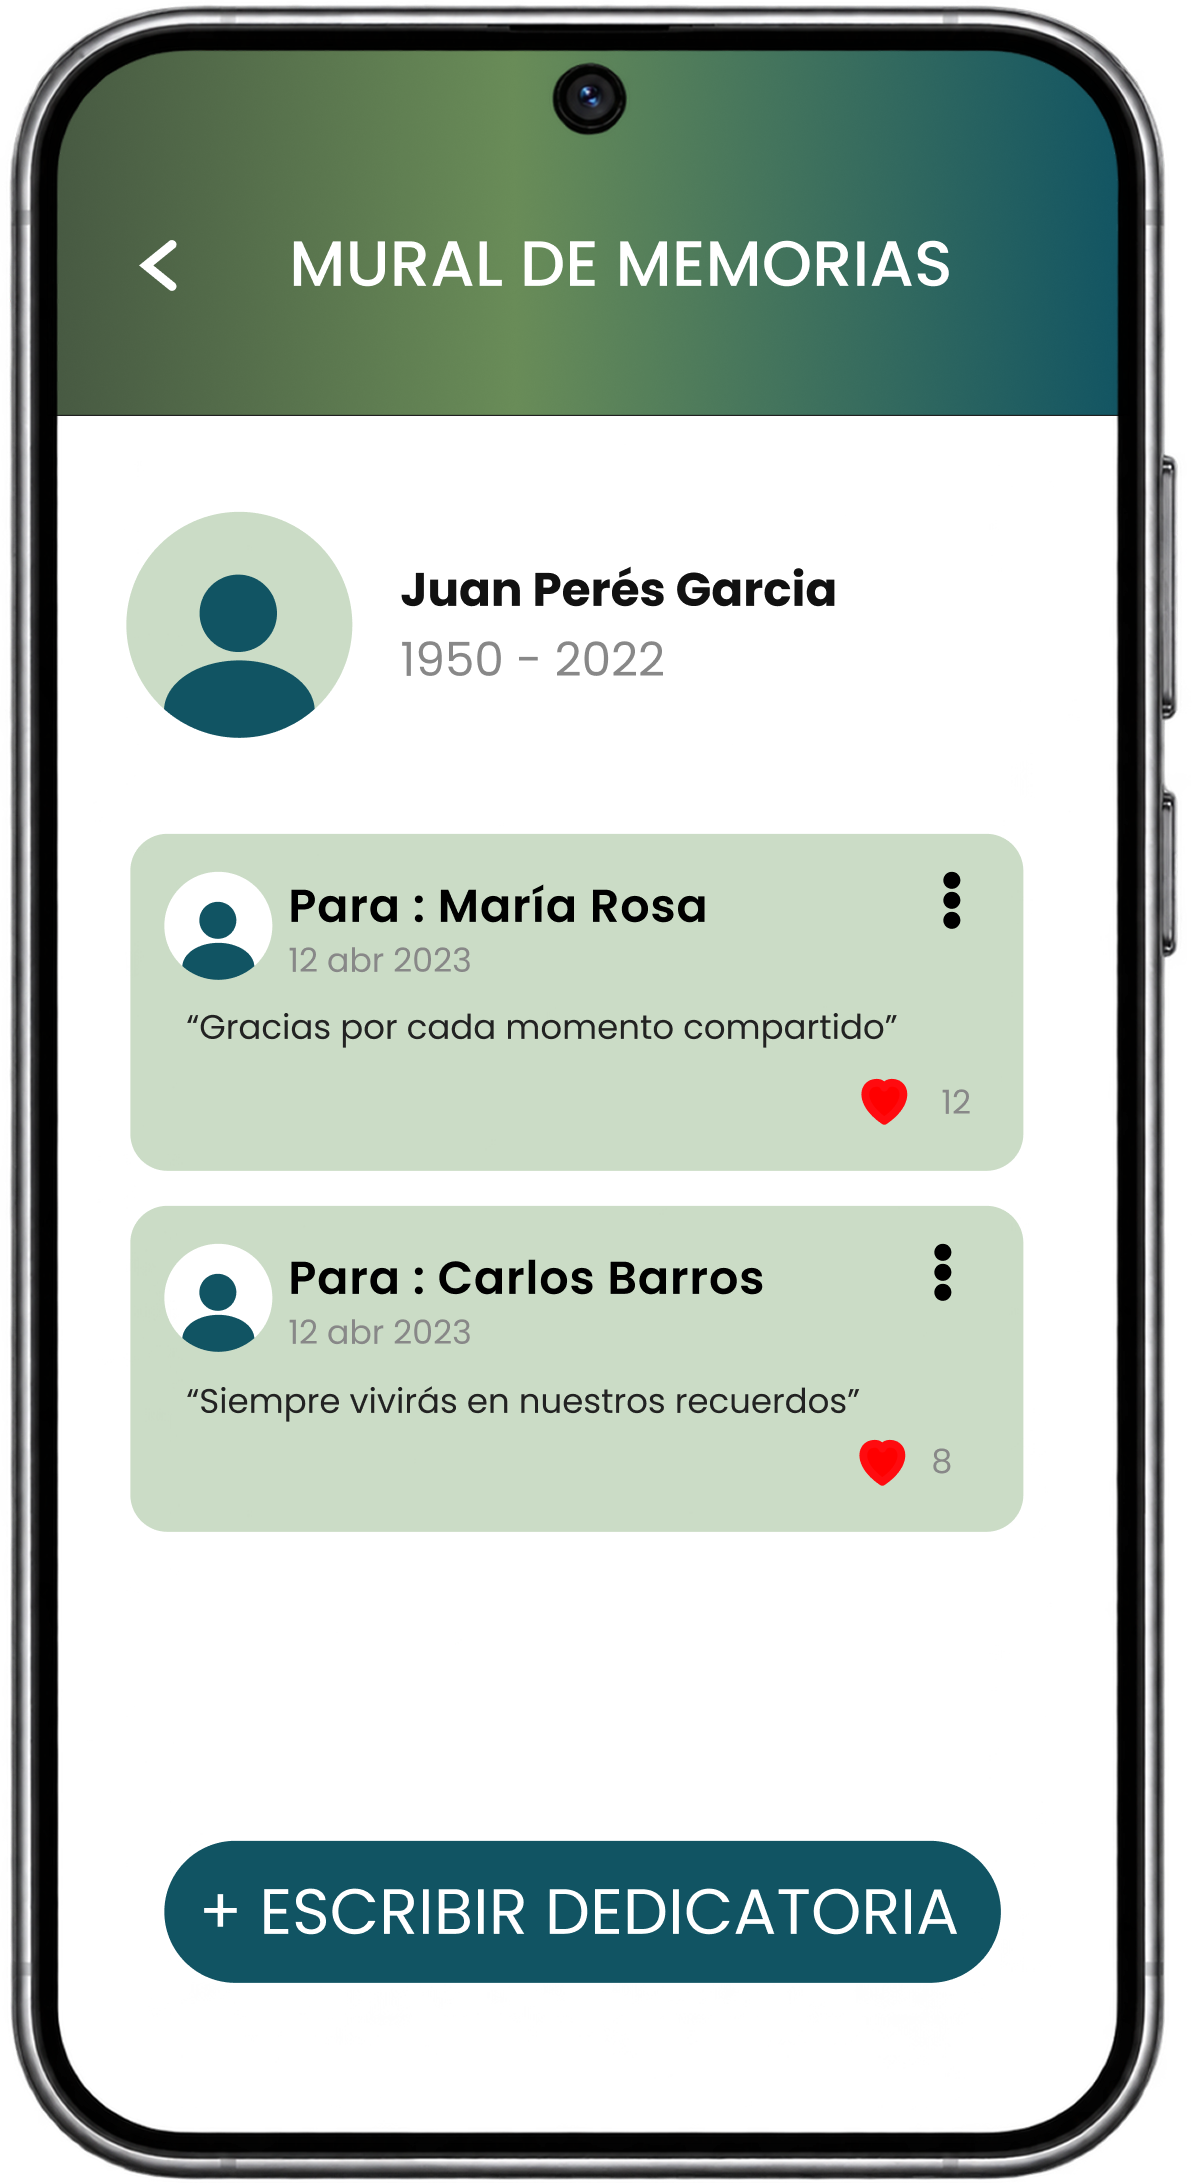 MURAL DE MEMORIAS
Juan Perés Garcia
1950 - 2022
Para : María Rosa
12 abr 2023
“Gracias por cada momento compartido”
12
Para : Carlos Barros
12 abr 2023
“Siempre vivirás en nuestros recuerdos”
8
+ ESCRIBIR DEDICATORIA